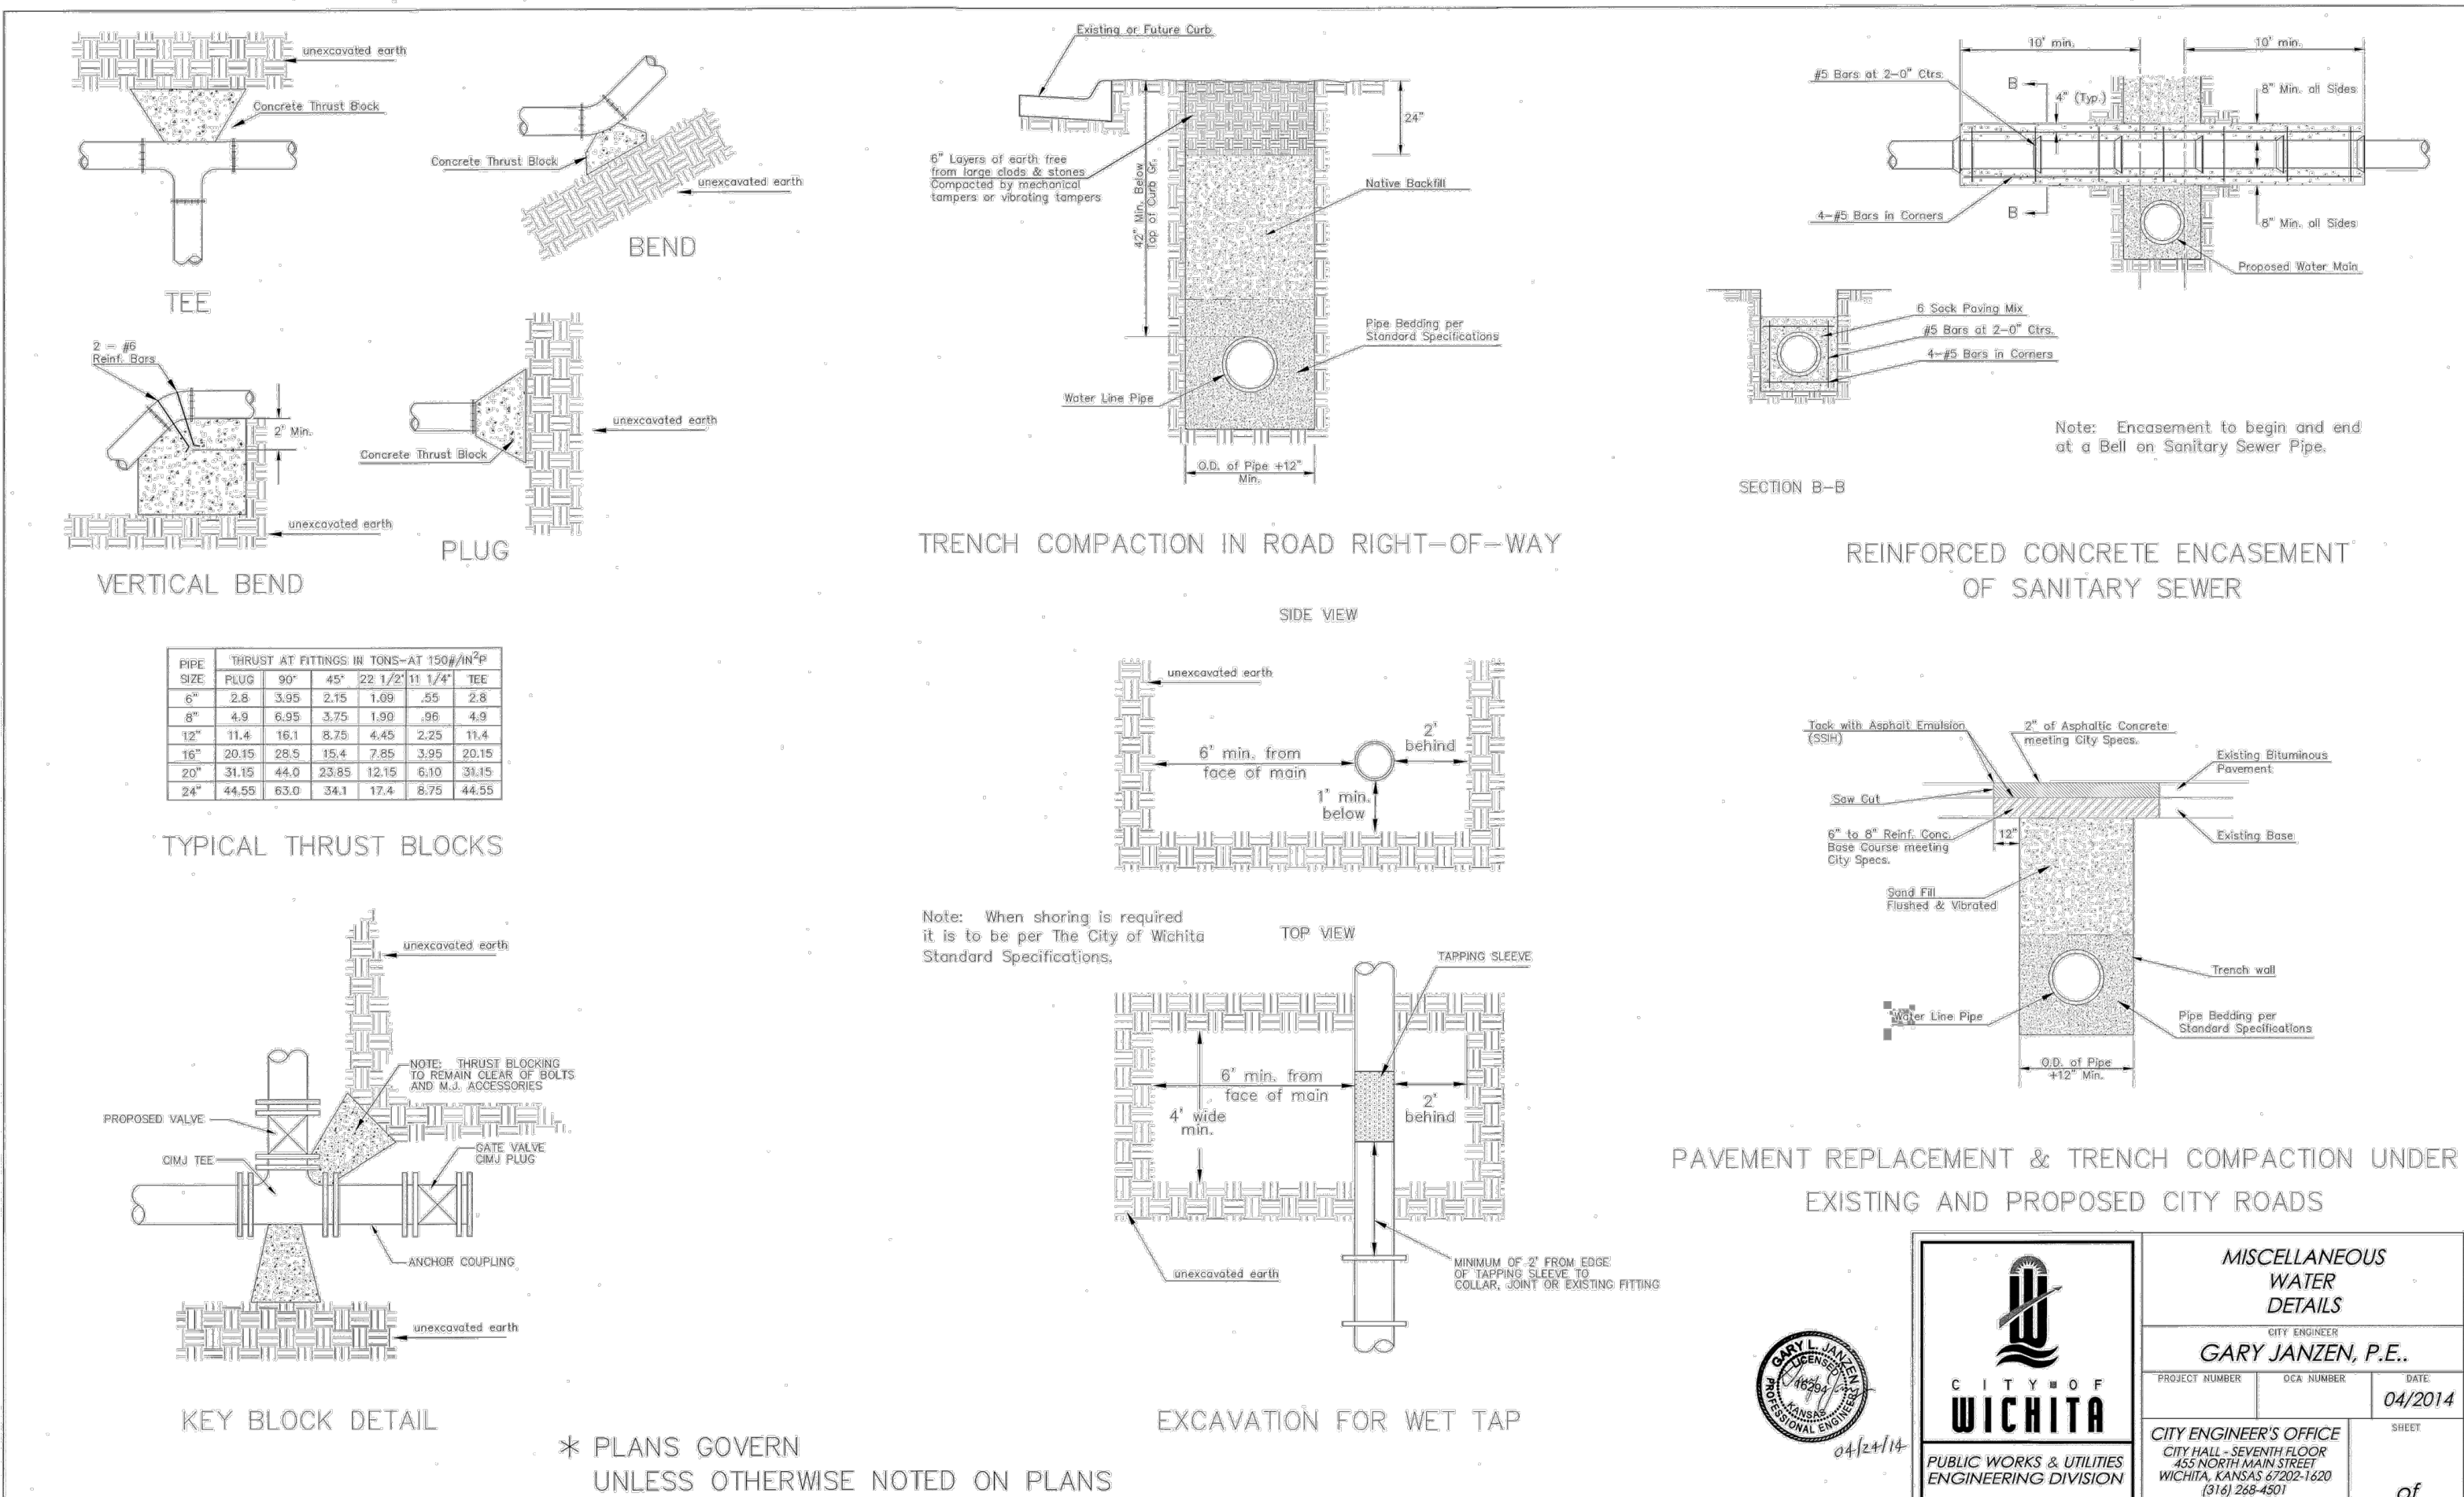 unexcavated earth
Concrete Thrust Block
TEE
Concrete Thrust Block
unexcavated earth
BEND
2 - #6
Reinf. Bars
2' Min.
unexcavated earth
VERTICAL BEND
Concrete Thrust Block
unexcavated earth
PLUG
PIPE SIZE THRUST AT FITTINGS IN TONS-AT 150#/IN²P
PLUG 90° 45° 22 1/2° 11 1/4° TEE
6" 2.8 3.95 2.15 1.09 .55 2.8
8" 4.9 6.95 3.75 1.90 .96 4.9
12" 11.4 16.1 8.75 4.45 2.25 11.4
16" 20.15 28.5 15.4 7.85 3.95 20.15
20" 31.15 44.0 23.85 12.15 6.10 31.15
24" 44.55 63.0 34.1 17.4 8.75 44.55
TYPICAL THRUST BLOCKS
unexcavated earth
NOTE: THRUST BLOCKING
TO REMAIN CLEAR OF BOLTS
AND M.J. ACCESSORIES
PROPOSED VALVE
CIMJ TEE
GATE VALVE
CIMJ PLUG
ANCHOR COUPLING
unexcavated earth
KEY BLOCK DETAIL
* PLANS GOVERN
UNLESS OTHERWISE NOTED ON PLANS
Existing or Future Curb
24"
6" Layers of earth free
from large clods & stones
Compacted by mechanical
tampers or vibrating tampers
42" Min. Below
Top of Curb Gr.
Native Backfill
Pipe Bedding per
Standard Specifications
Water Line Pipe
O.D. of Pipe +12"
Min.
TRENCH COMPACTION IN ROAD RIGHT-OF-WAY
SIDE VIEW
unexcavated earth
6' min. from
face of main
2'
behind
1' min.
below
Note: When shoring is required
it is to be per The City of Wichita
Standard Specifications.
TOP VIEW
TAPPING SLEEVE
6' min. from
face of main
4' wide
min.
2'
behind
unexcavated earth
MINIMUM OF 2' FROM EDGE
OF TAPPING SLEEVE TO
COLLAR, JOINT OR EXISTING FITTING
EXCAVATION FOR WET TAP
10' min.
10' min.
#5 Bars at 2-0" Ctrs.
B
4" (Typ.)
8" Min. all Sides
4-#5 Bars in Corners
B
8" Min. all Sides
Proposed Water Main
6 Sack Paving Mix
#5 Bars at 2-0" Ctrs.
4-#5 Bars in Corners
Note: Encasement to begin and end
at a Bell on Sanitary Sewer Pipe.
SECTION B-B
REINFORCED CONCRETE ENCASEMENT
OF SANITARY SEWER
Tack with Asphalt Emulsion
(SSIH)
2" of Asphaltic Concrete
meeting City Specs.
Existing Bituminous
Pavement
Saw Cut
6" to 8" Reinf. Conc.
Base Course meeting
City Specs.
12"
Existing Base
Sand Fill
Flushed & Vibrated
Trench wall
Water Line Pipe
Pipe Bedding per
Standard Specifications
O.D. of Pipe
+12" Min.
PAVEMENT REPLACEMENT & TRENCH COMPACTION UNDER
EXISTING AND PROPOSED CITY ROADS
GARY L. JANZEN
LICENSED
16294
KANSAS
PROFESSIONAL ENGINEER
04/24/14
CITY OF
WICHITA
PUBLIC WORKS & UTILITIES
ENGINEERING DIVISION
MISCELLANEOUS
WATER
DETAILS
CITY ENGINEER
GARY JANZEN, P.E..
PROJECT NUMBER
OCA NUMBER
DATE
04/2014
CITY ENGINEER'S OFFICE
CITY HALL - SEVENTH FLOOR
455 NORTH MAIN STREET
WICHITA, KANSAS 67202-1620
(316) 268-4501
SHEET
of